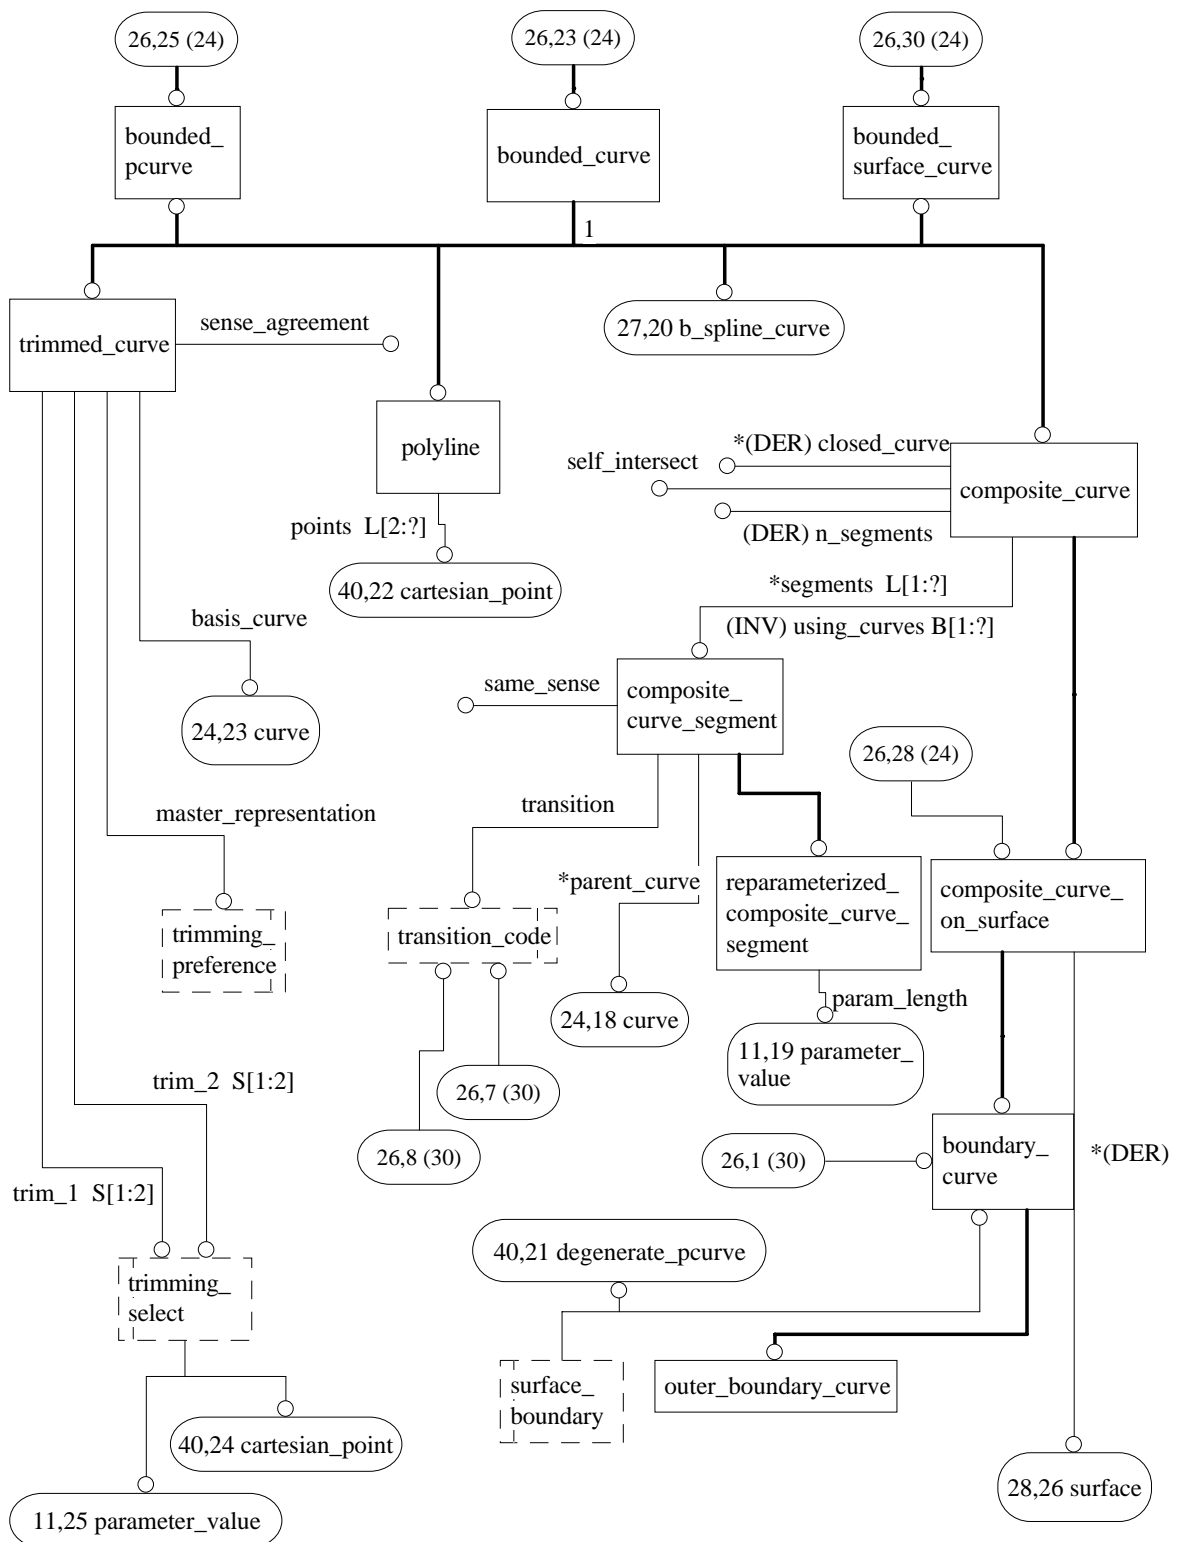 26,25 (24)
26,23 (24)
26,30 (24)
bounded_
pcurve
bounded_curve
bounded_
surface_curve
1
trimmed_curve
sense_agreement
27,20 b_spline_curve
polyline
*(DER) closed_curve
self_intersect
composite_curve
(DER) n_segments
points L[2:?]
40,22 cartesian_point
*segments L[1:?]
(INV) using_curves B[1:?]
basis_curve
24,23 curve
same_sense
composite_
curve_segment
26,28 (24)
transition
master_representation
*parent_curve
reparameterized_
composite_curve_
segment
composite_curve_
on_surface
trimming_
preference
transition_code
24,18 curve
param_length
11,19 parameter_
value
trim_2 S[1:2]
26,7 (30)
26,8 (30)
26,1 (30)
boundary_
curve
*(DER)
trim_1 S[1:2]
40,21 degenerate_pcurve
trimming_
select
surface_
boundary
outer_boundary_curve
40,24 cartesian_point
28,26 surface
11,25 parameter_value